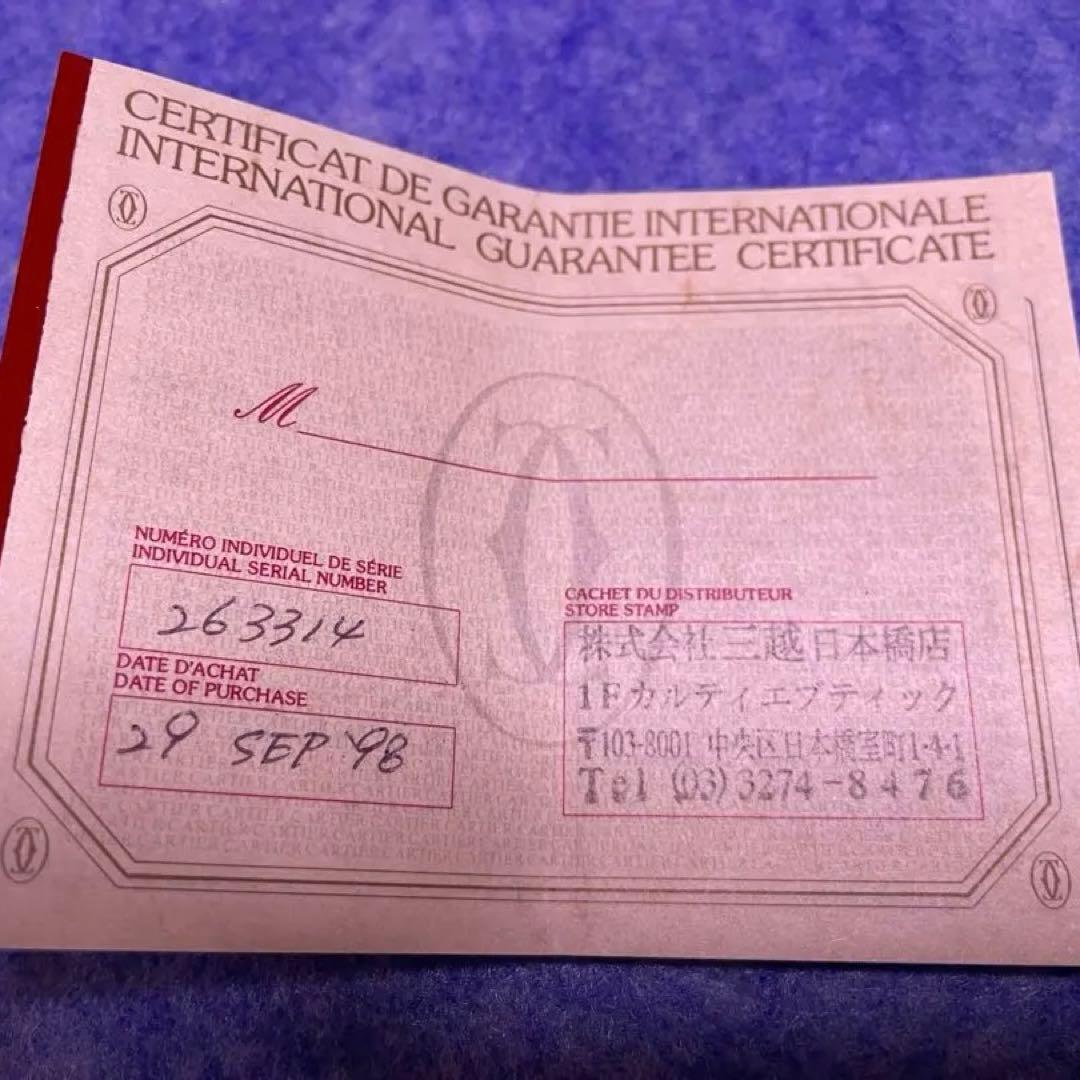 CERTIFICAT DE GARANTIE INTERNATIONALE
INTERNATIONAL GUARANTEE CERTIFICATE
M
NUMÉRO INDIVIDUEL DE SÉRIE
INDIVIDUAL SERIAL NUMBER
263314
DATE D'ACHAT
DATE OF PURCHASE
29 SEP '98
CACHET DU DISTRIBUTEUR
STORE STAMP
株式会社三越日本橋店
1Fカルティエブティック
〒103-8001 中央区日本橋室町1-4-1
Tel (03)3274-8476